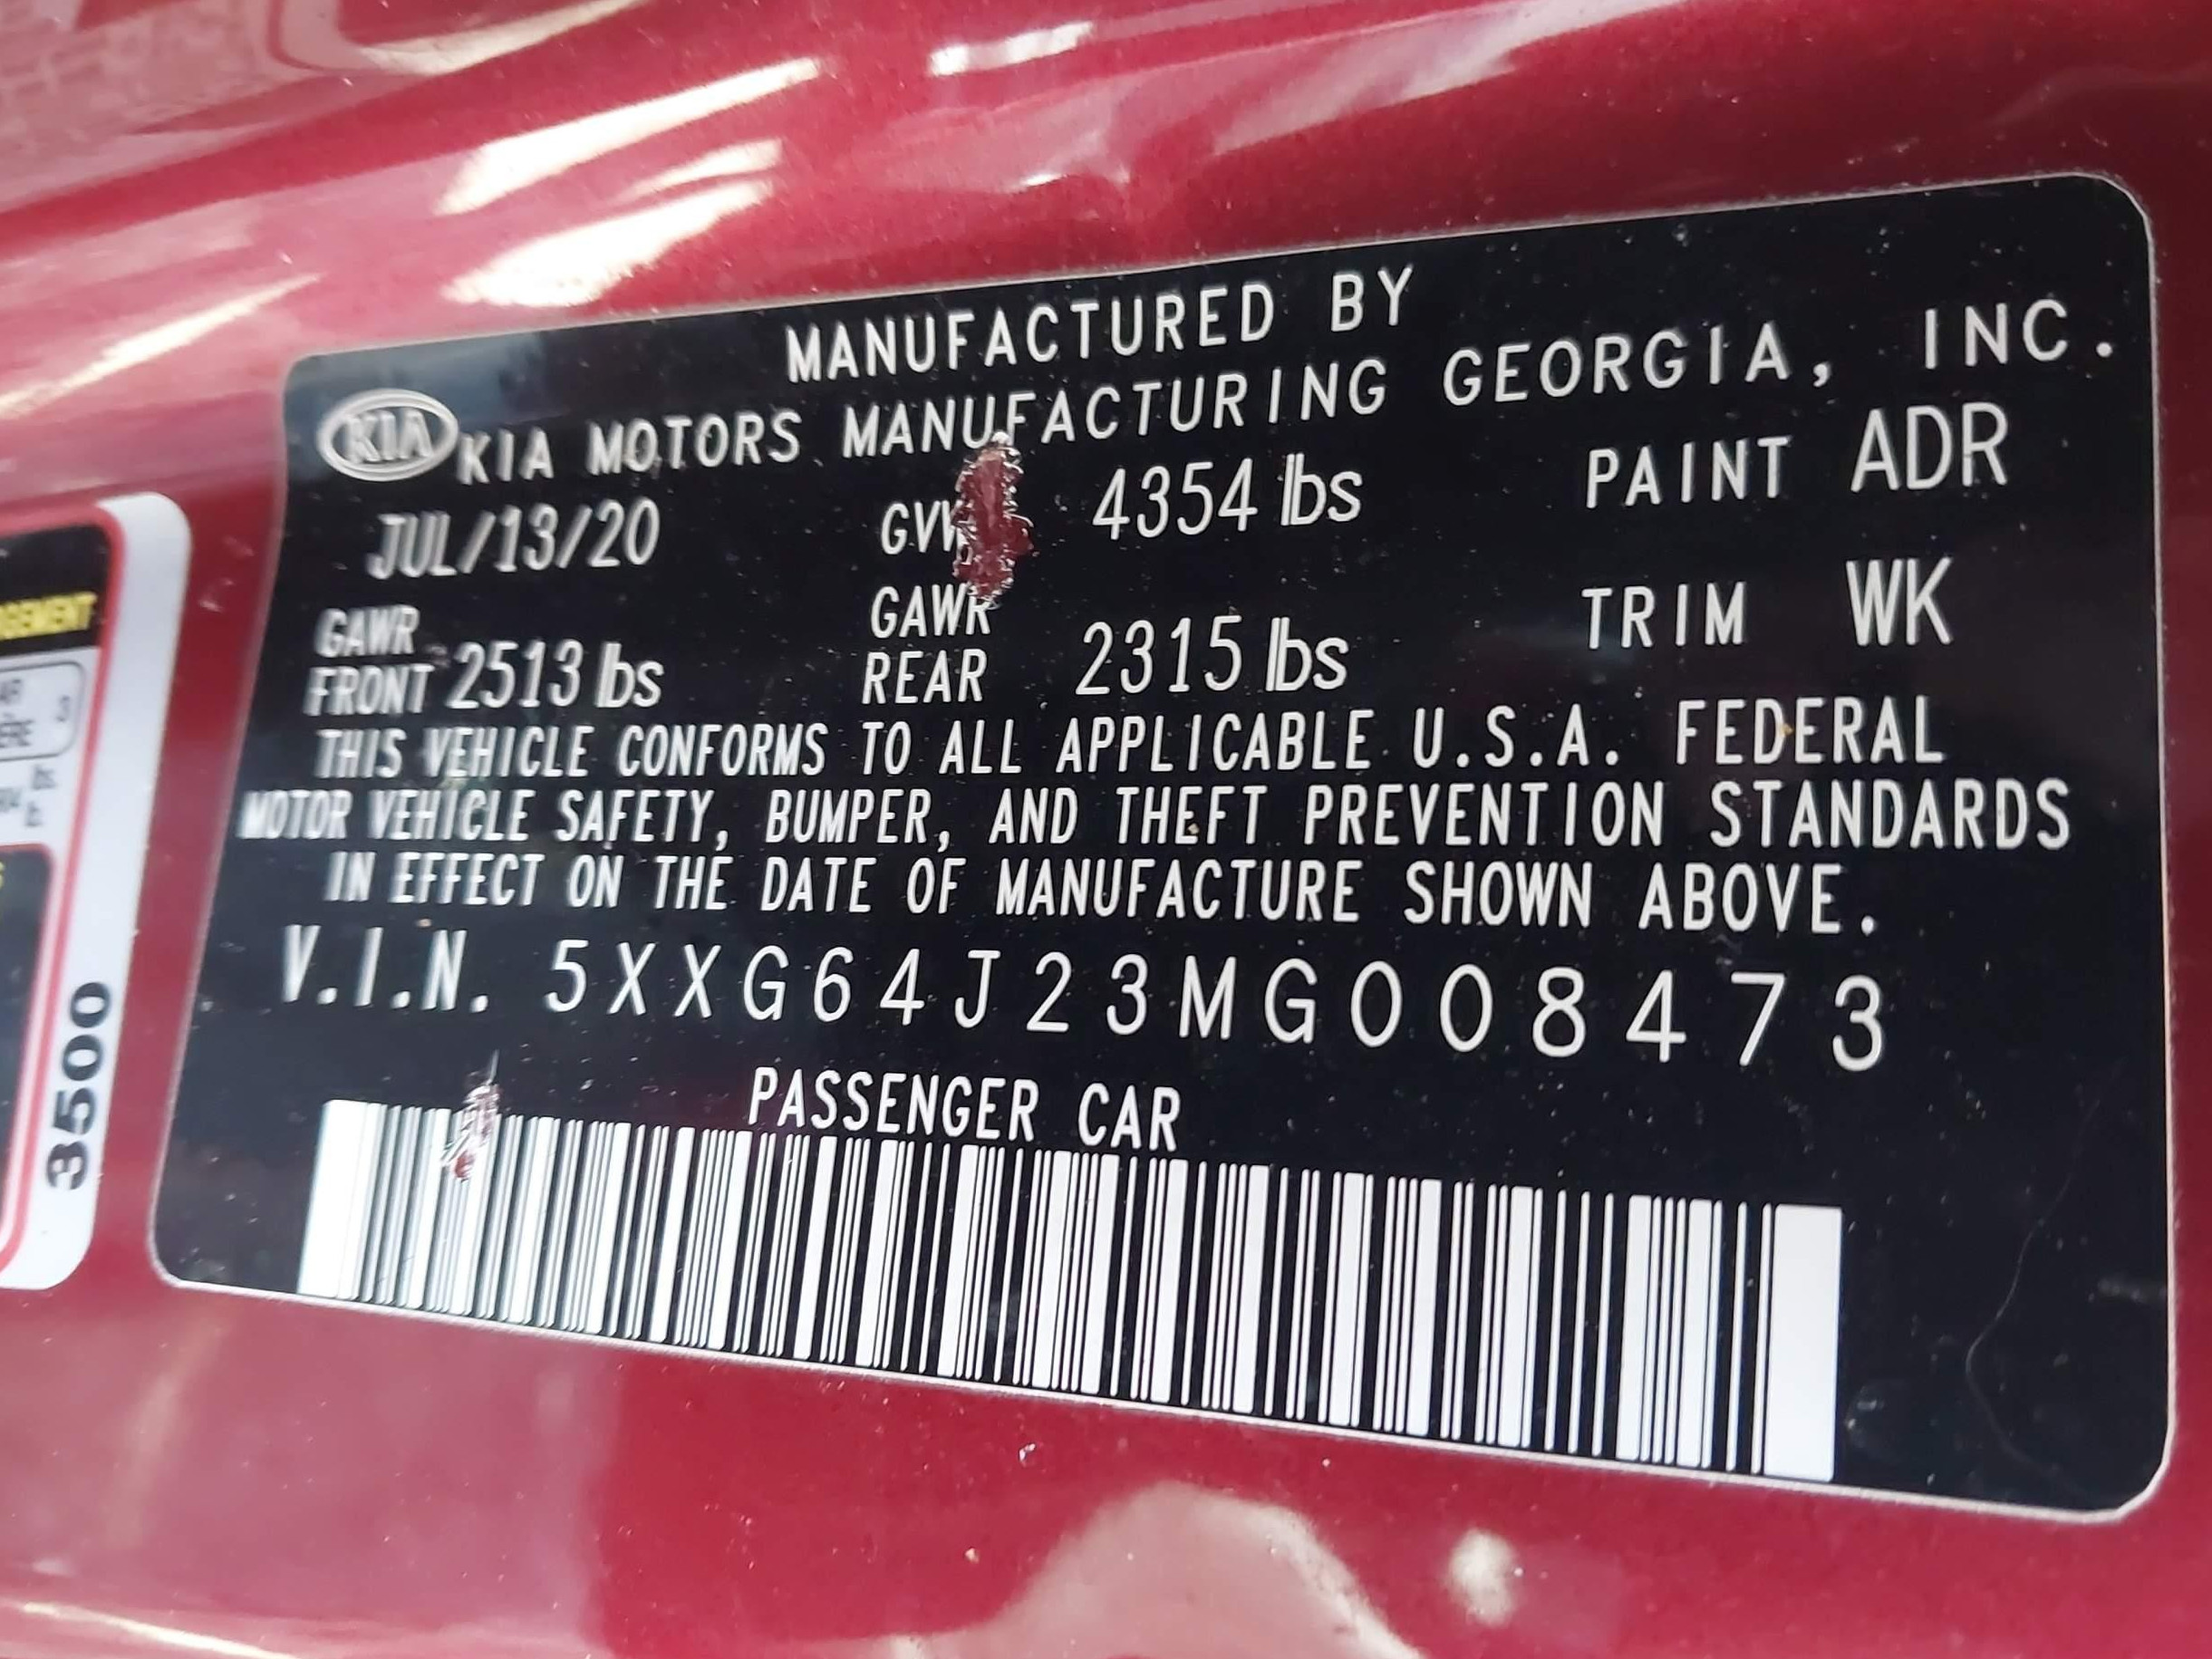 MANUFACTURED BY
KIA KIA MOTORS MANUFACTURING GEORGIA, INC.
JUL/13/20 GVW 4354 lbs PAINT ADR
GAWR FRONT 2513 lbs GAWR REAR 2315 lbs TRIM WK
THIS VEHICLE CONFORMS TO ALL APPLICABLE U.S.A. FEDERAL
MOTOR VEHICLE SAFETY, BUMPER, AND THEFT PREVENTION STANDARDS
IN EFFECT ON THE DATE OF MANUFACTURE SHOWN ABOVE.
V.I.N. 5XXG64J23MG008473
PASSENGER CAR
3500